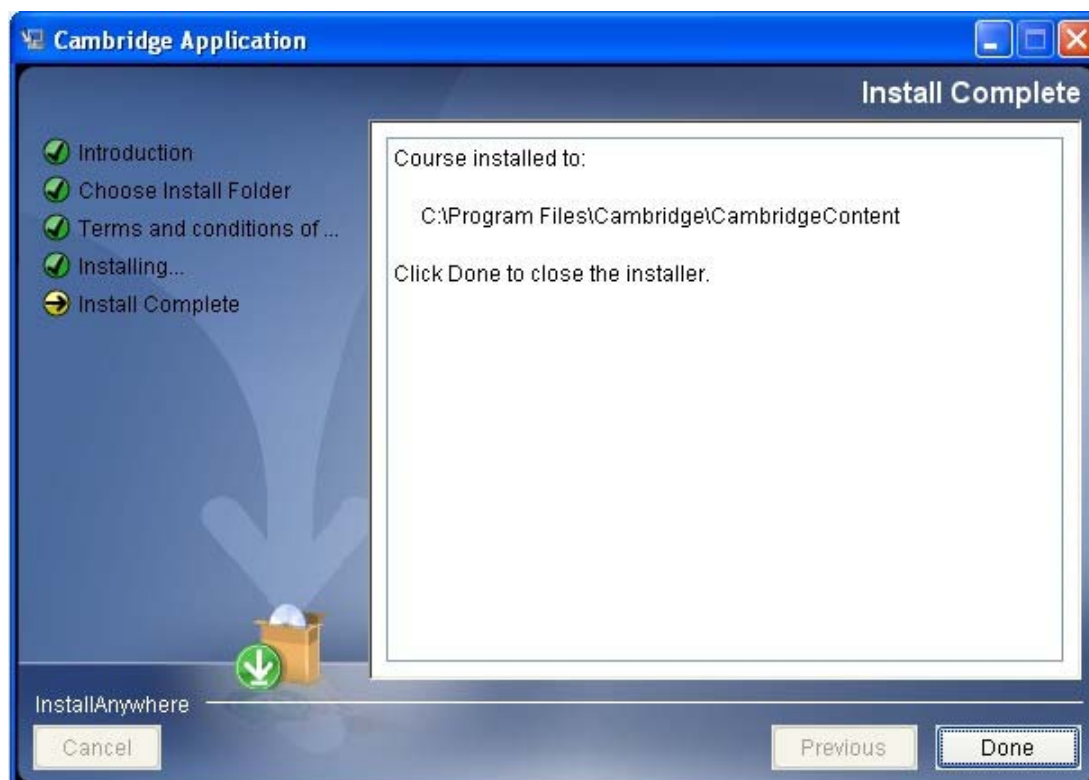 Cambridge Application
Install Complete
Introduction
Choose Install Folder
Terms and conditions of ...
Installing...
Install Complete
Course installed to:
C:\Program Files\Cambridge\CambridgeContent
Click Done to close the installer.
InstallAnywhere
Cancel
Previous
Done